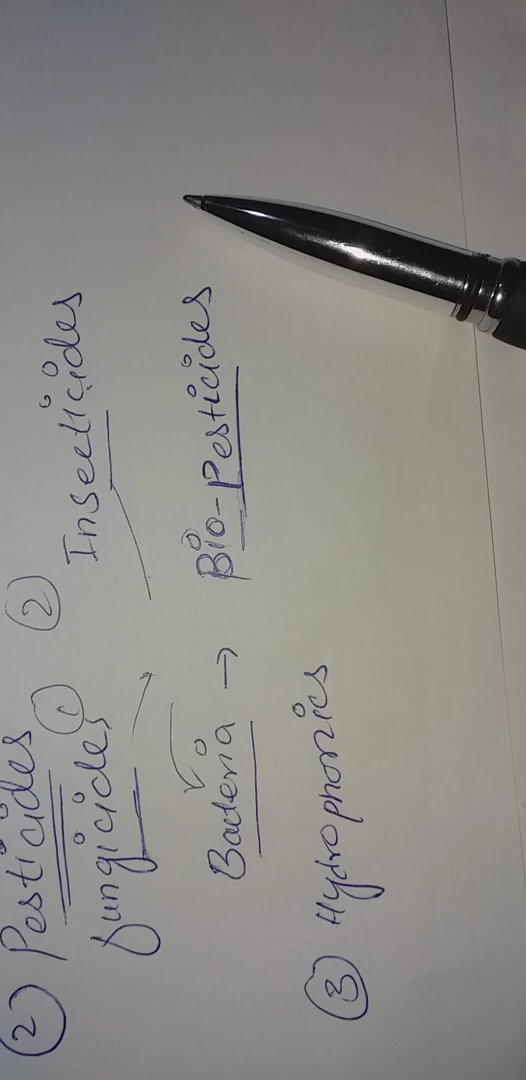 ② Pesticides
① ②
fungicides Insecticides
Bacteria → Bio-Pesticides
③ Hydrophonics